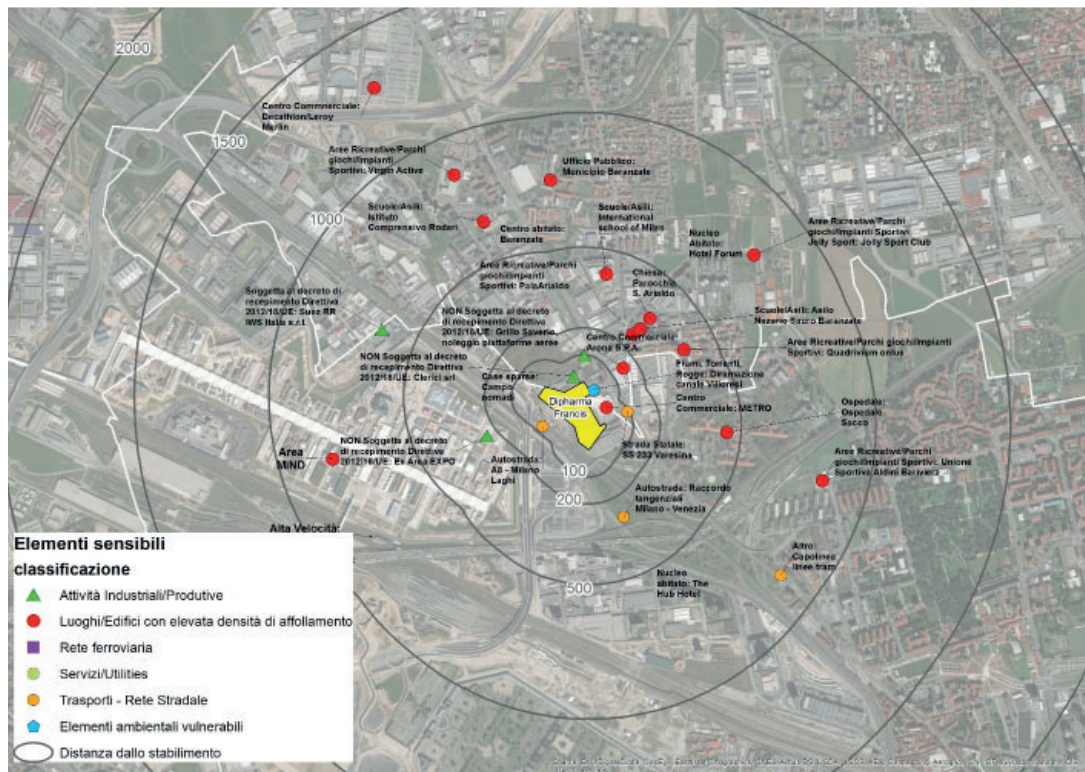 2000
Centro Commnerciale:
Decathlon/Leroy
Merlin
1500
Aree Ricreative/Parchi
giochi/Impianti
Sportivi: Virgin Active
Ufficio Pubblico:
Municipio Baranzate
1000
Scuole/Asili:
Istituto
Comprensivo Rodari
Centro abitato:
Baranzate
Scuole/Asili:
International
school of Milan
Nucleo
Abitato:
Hotel Forum
Aree Ricreative/Parchi
giochi/Impianti Sportivi
Jolly Sport: Jolly Sport Club
Aree Ricreative/Parchi
giochi/Impianti
Sportivi: PalaArialdo
Chiesa:
Parocchia
S. Arialdo
Soggetta al decreto di
recepimento Direttiva
2012/18/UE: Suez RR
IWS Italia s.r.l.
NON Soggetta al decreto
di recepimento Direttiva
2012/18/UE: Grillo Saverio,
noleggio piattaforme aeree
Scuole/Asili: Asilo
Nazario Sauro Baranzate
Centro Commerciale:
Arona S.P.A.
Aree Ricreative/Parchi giochi/Impianti
Sportivi: Quadrivium onlus
NON Soggetta al decreto
di recepimento Direttiva
2012/18/UE: Clerici srl
Case sparse:
Campo
nomadi
Fiumi, Torrenti,
Rogge: Diramazione
canale Villoresi
Dipharma
Francis
Centro
Commerciale: METRO
Ospedale:
Ospedale
Sacco
Area
MIND
NON Soggetta al decreto
di recepimento Direttiva
2012/18/UE: Ex Area EXPO
Strada Statale:
SS 233 Varesina
Autostrada:
A8 - Milano
Laghi
100
200
Aree Ricreative/Parchi
giochi/Impianti Sportivi: Unione
Sportiva Aldini Bariviera
Autostrada: Raccordo
tangenziali
Milano - Venezia
Alta Velocità:
Altro:
Capolinea
linee tram
500
Nucleo
abitato: The
Hub Hotel
Elementi sensibili
classificazione
Attività Industriali/Produtive
Luoghi/Edifici con elevata densità di affollamento
Rete ferroviaria
Servizi/Utilities
Trasporti - Rete Stradale
Elementi ambientali vulnerabili
Distanza dallo stabilimento